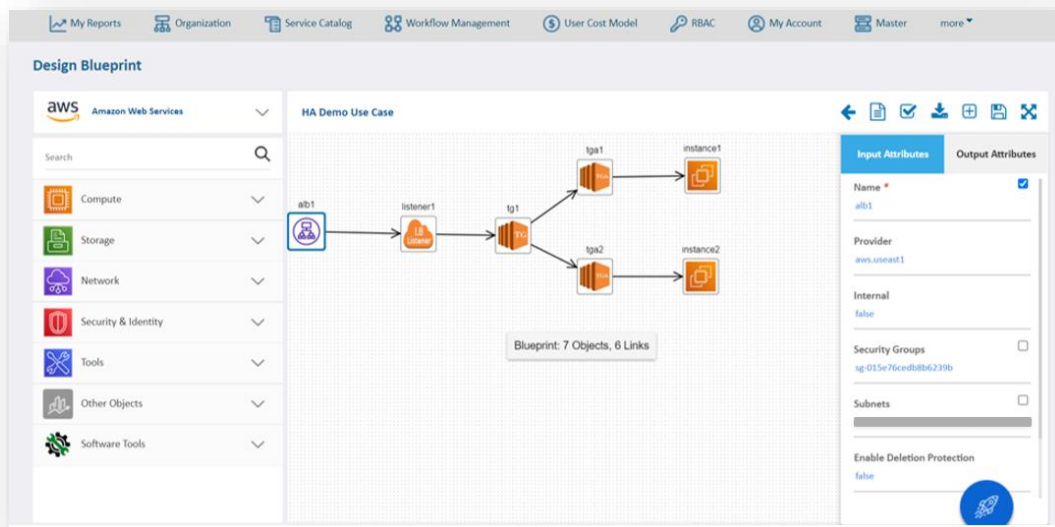 My Reports
Organization
Service Catalog
Workflow Management
User Cost Model
RBAC
My Account
Master
more
Design Blueprint
aws
Amazon Web Services
HA Demo Use Case
Search
Compute
Storage
Network
Security & Identity
Tools
Other Objects
Software Tools
alb1
listener1
LB
Listener
tg1
TG
tga1
instance1
tga2
instance2
Blueprint: 7 Objects, 6 Links
Input Attributes
Output Attributes
Name *
alb1
Provider
aws.useast1
Internal
false
Security Groups
sg-015e76cedb8b6239b
Subnets
Enable Deletion Protection
false